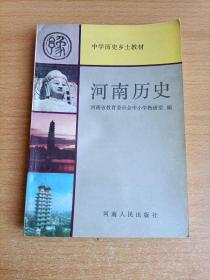 豫
中学历史乡土教材
河南历史
河南省教育委员会中小学教研室 编
河南人民出版社